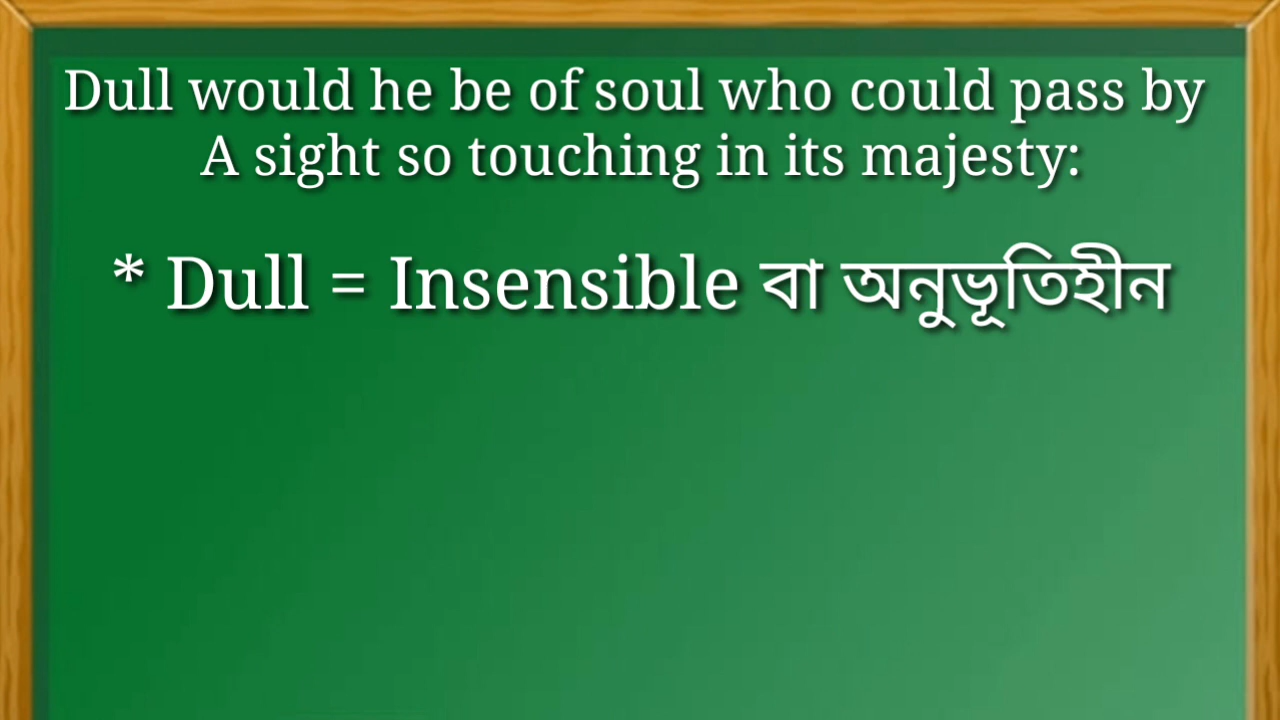 Dull would he be of soul who could pass by
A sight so touching in its majesty:
* Dull = Insensible বা অনুভূতিহীন